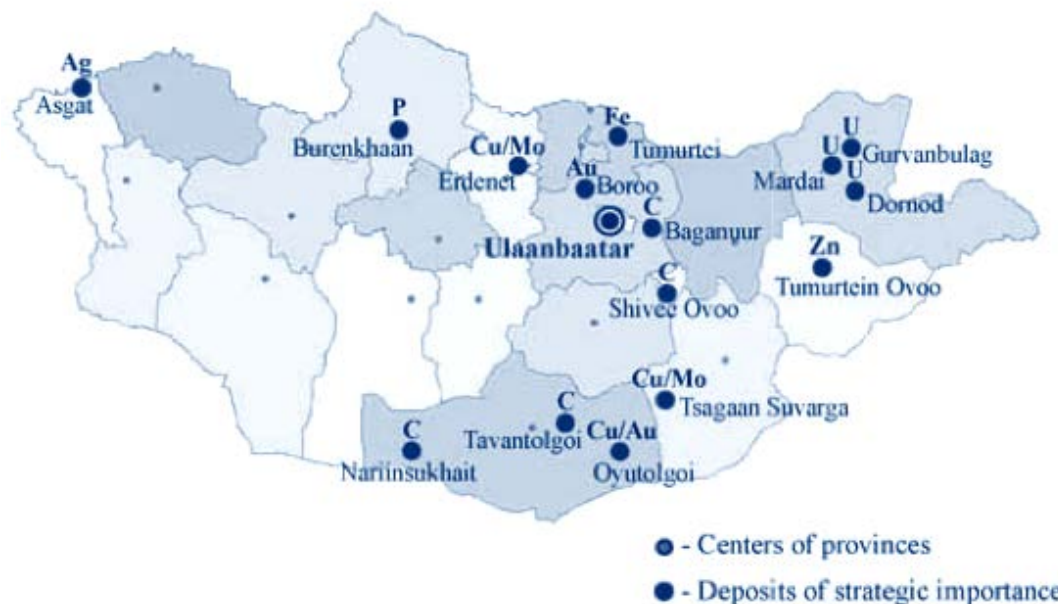 Ag
Asgat
P
Burenkhaan
Cu/Mo
Erdenet
Fe
Tumurtei
Au
Boroo
U
Gurvanbulag
U
Mardai
U
Dornod
Ulaanbaatar
C
Baganuur
Zn
Tumurtein Ovoo
C
Shivee Ovoo
Cu/Mo
Tsagaan Suvarga
C
Tavantolgoi
Cu/Au
Oyutolgoi
C
Nariinsukhait
- Centers of provinces
- Deposits of strategic importance